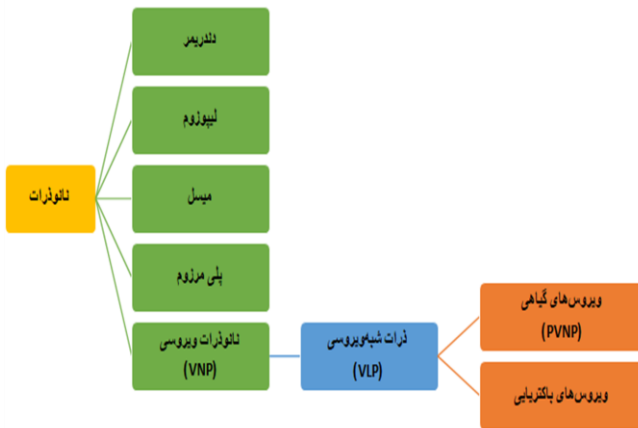 نانوذرات
دندریمر
لیپوزوم
میسل
پلی مرزوم
نانوذرات ویروسی
(VNP)
ذرات شبه‌ویروسی
(VLP)
ویروس‌های گیاهی
(PVNP)
ویروس‌های باکتریایی